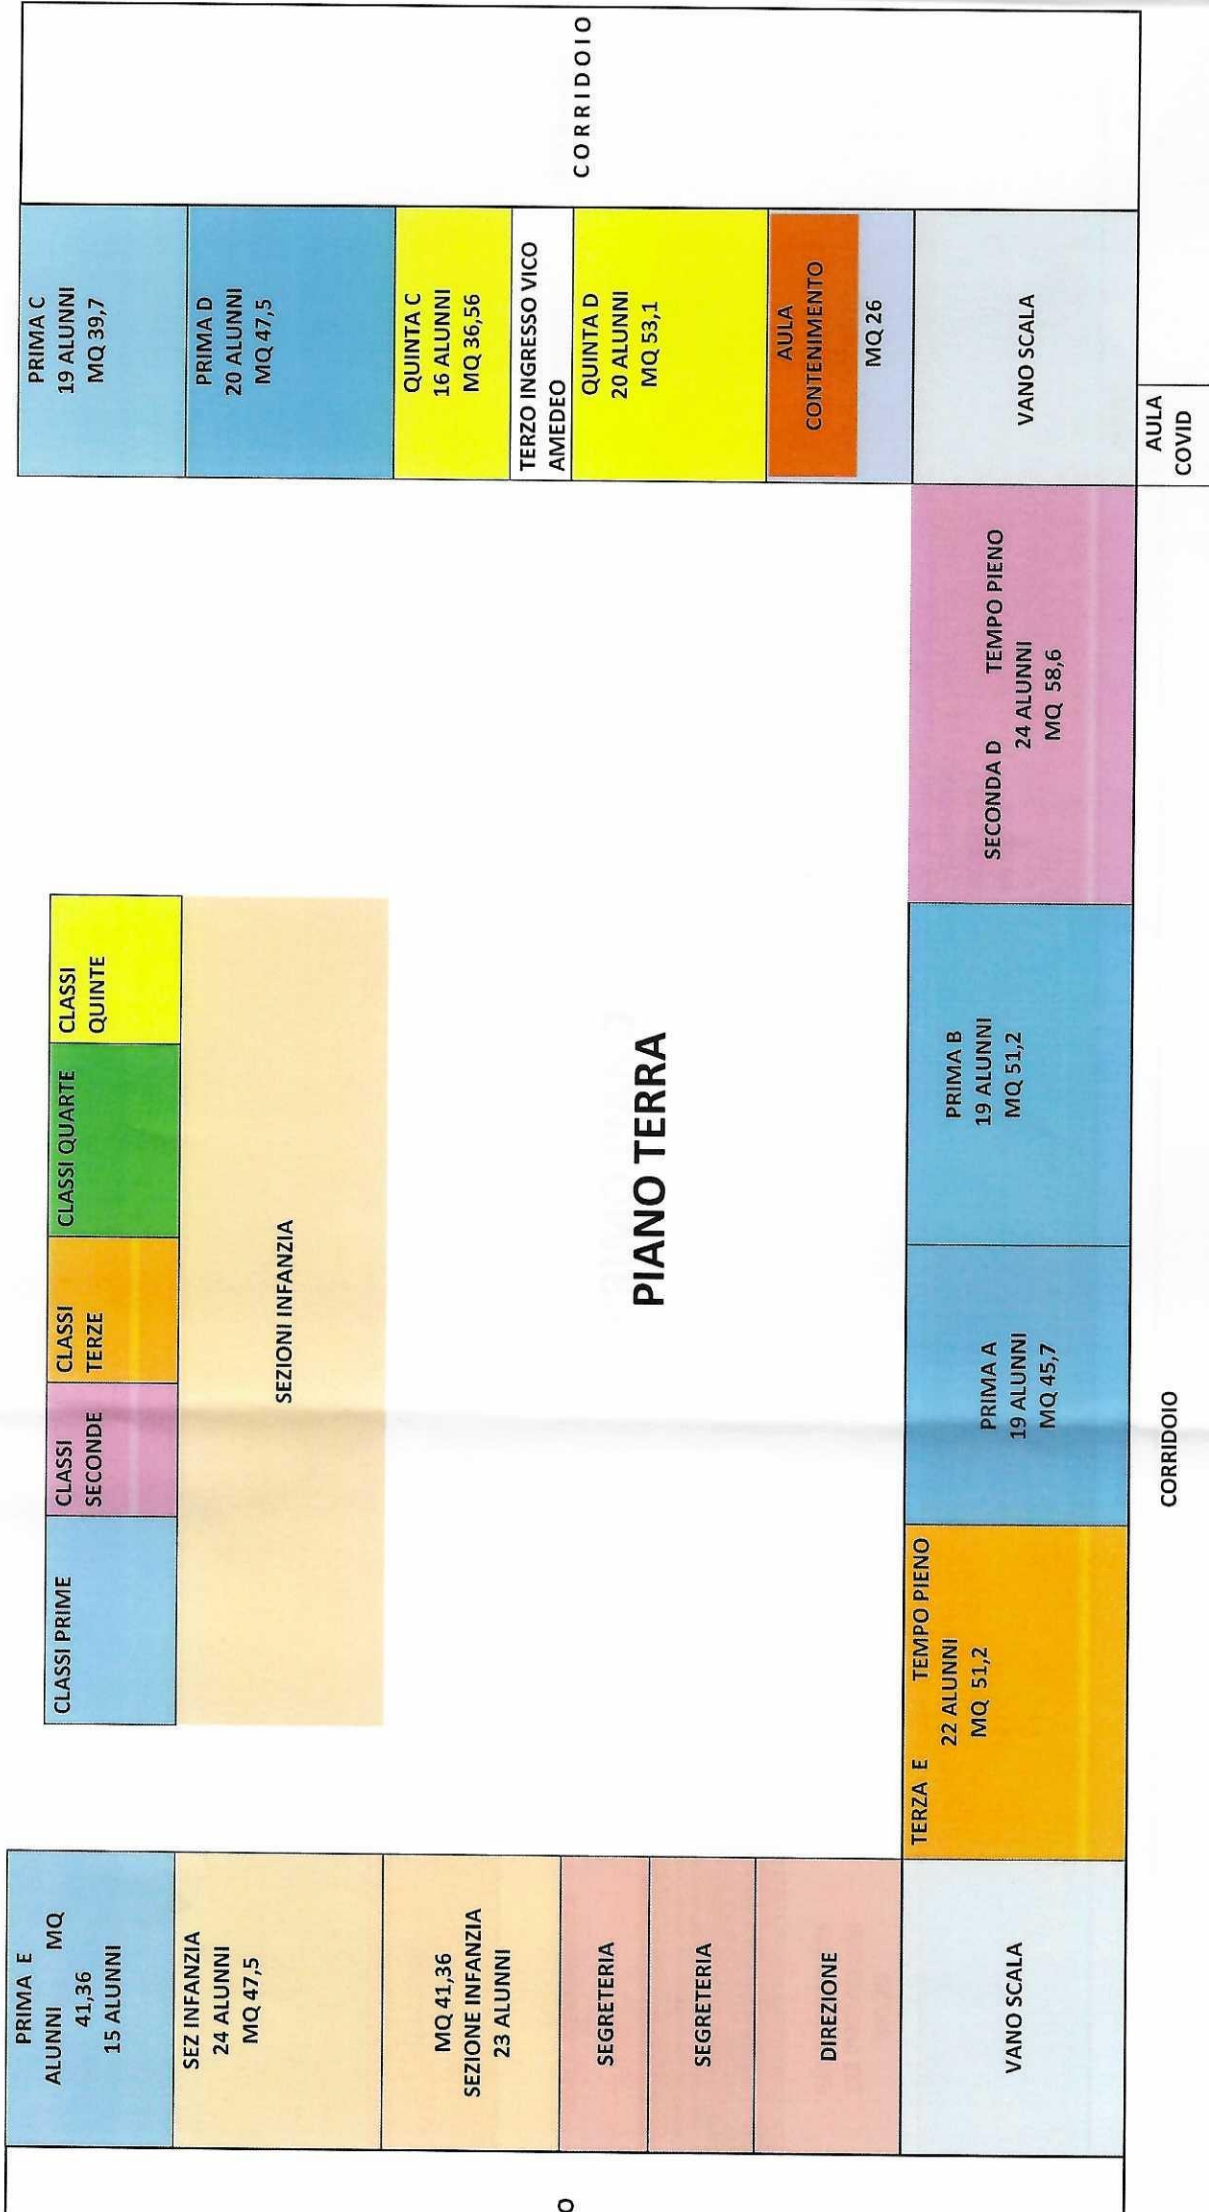 PRIMA E
ALUNNI MQ
41,36
15 ALUNNI
SEZ INFANZIA
24 ALUNNI
MQ 47,5
MQ 41,36
SEZIONE INFANZIA
23 ALUNNI
SEGRETERIA
SEGRETERIA
DIREZIONE
VANO SCALA
CLASSI PRIME
CLASSI
SECONDE
CLASSI
TERZE
CLASSI QUARTE
CLASSI
QUINTE
SEZIONI INFANZIA
PIANO TERRA
TERZA E TEMPO PIENO
22 ALUNNI
MQ 51,2
PRIMA A
19 ALUNNI
MQ 45,7
PRIMA B
19 ALUNNI
MQ 51,2
SECONDA D TEMPO PIENO
24 ALUNNI
MQ 58,6
CORRIDOIO
PRIMA C
19 ALUNNI
MQ 39,7
PRIMA D
20 ALUNNI
MQ 47,5
QUINTA C
16 ALUNNI
MQ 36,56
TERZO INGRESSO VICO
AMEDEO
QUINTA D
20 ALUNNI
MQ 53,1
AULA
CONTENIMENTO
MQ 26
VANO SCALA
AULA
COVID
CORRIDOIO